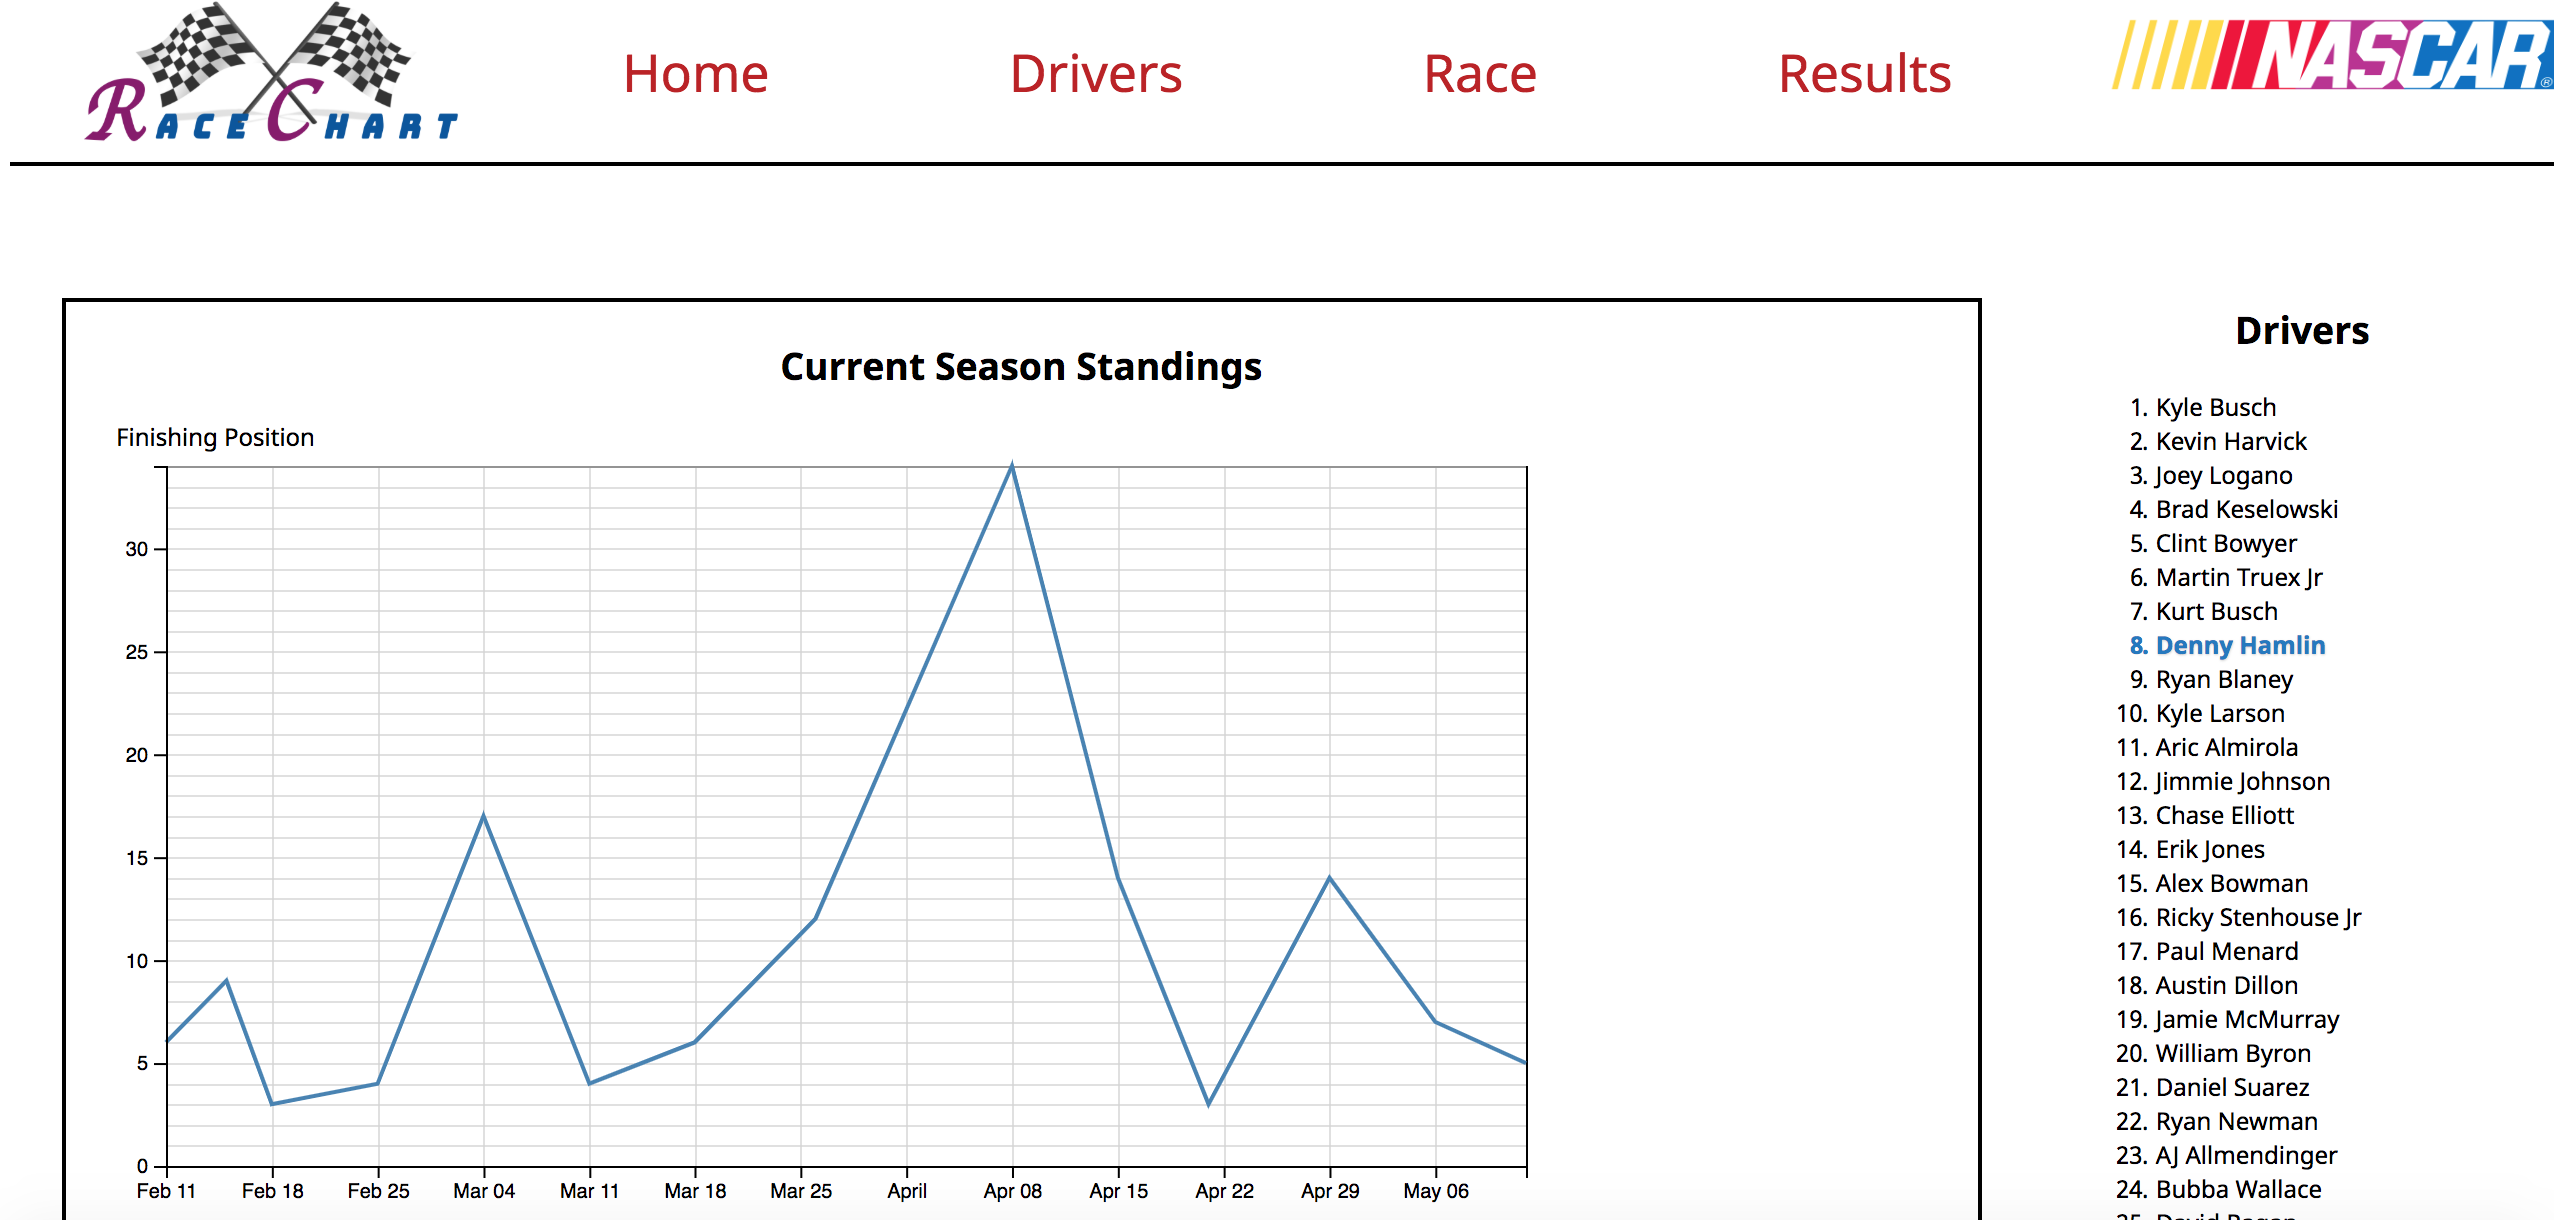 RACECHART
Home
Drivers
Race
Results
NASCAR®
Current Season Standings
Finishing Position
30
25
20
15
10
5
0
Feb 11
Feb 18
Feb 25
Mar 04
Mar 11
Mar 18
Mar 25
April
Apr 08
Apr 15
Apr 22
Apr 29
May 06
Drivers
1. Kyle Busch
2. Kevin Harvick
3. Joey Logano
4. Brad Keselowski
5. Clint Bowyer
6. Martin Truex Jr
7. Kurt Busch
8. Denny Hamlin
9. Ryan Blaney
10. Kyle Larson
11. Aric Almirola
12. Jimmie Johnson
13. Chase Elliott
14. Erik Jones
15. Alex Bowman
16. Ricky Stenhouse Jr
17. Paul Menard
18. Austin Dillon
19. Jamie McMurray
20. William Byron
21. Daniel Suarez
22. Ryan Newman
23. AJ Allmendinger
24. Bubba Wallace